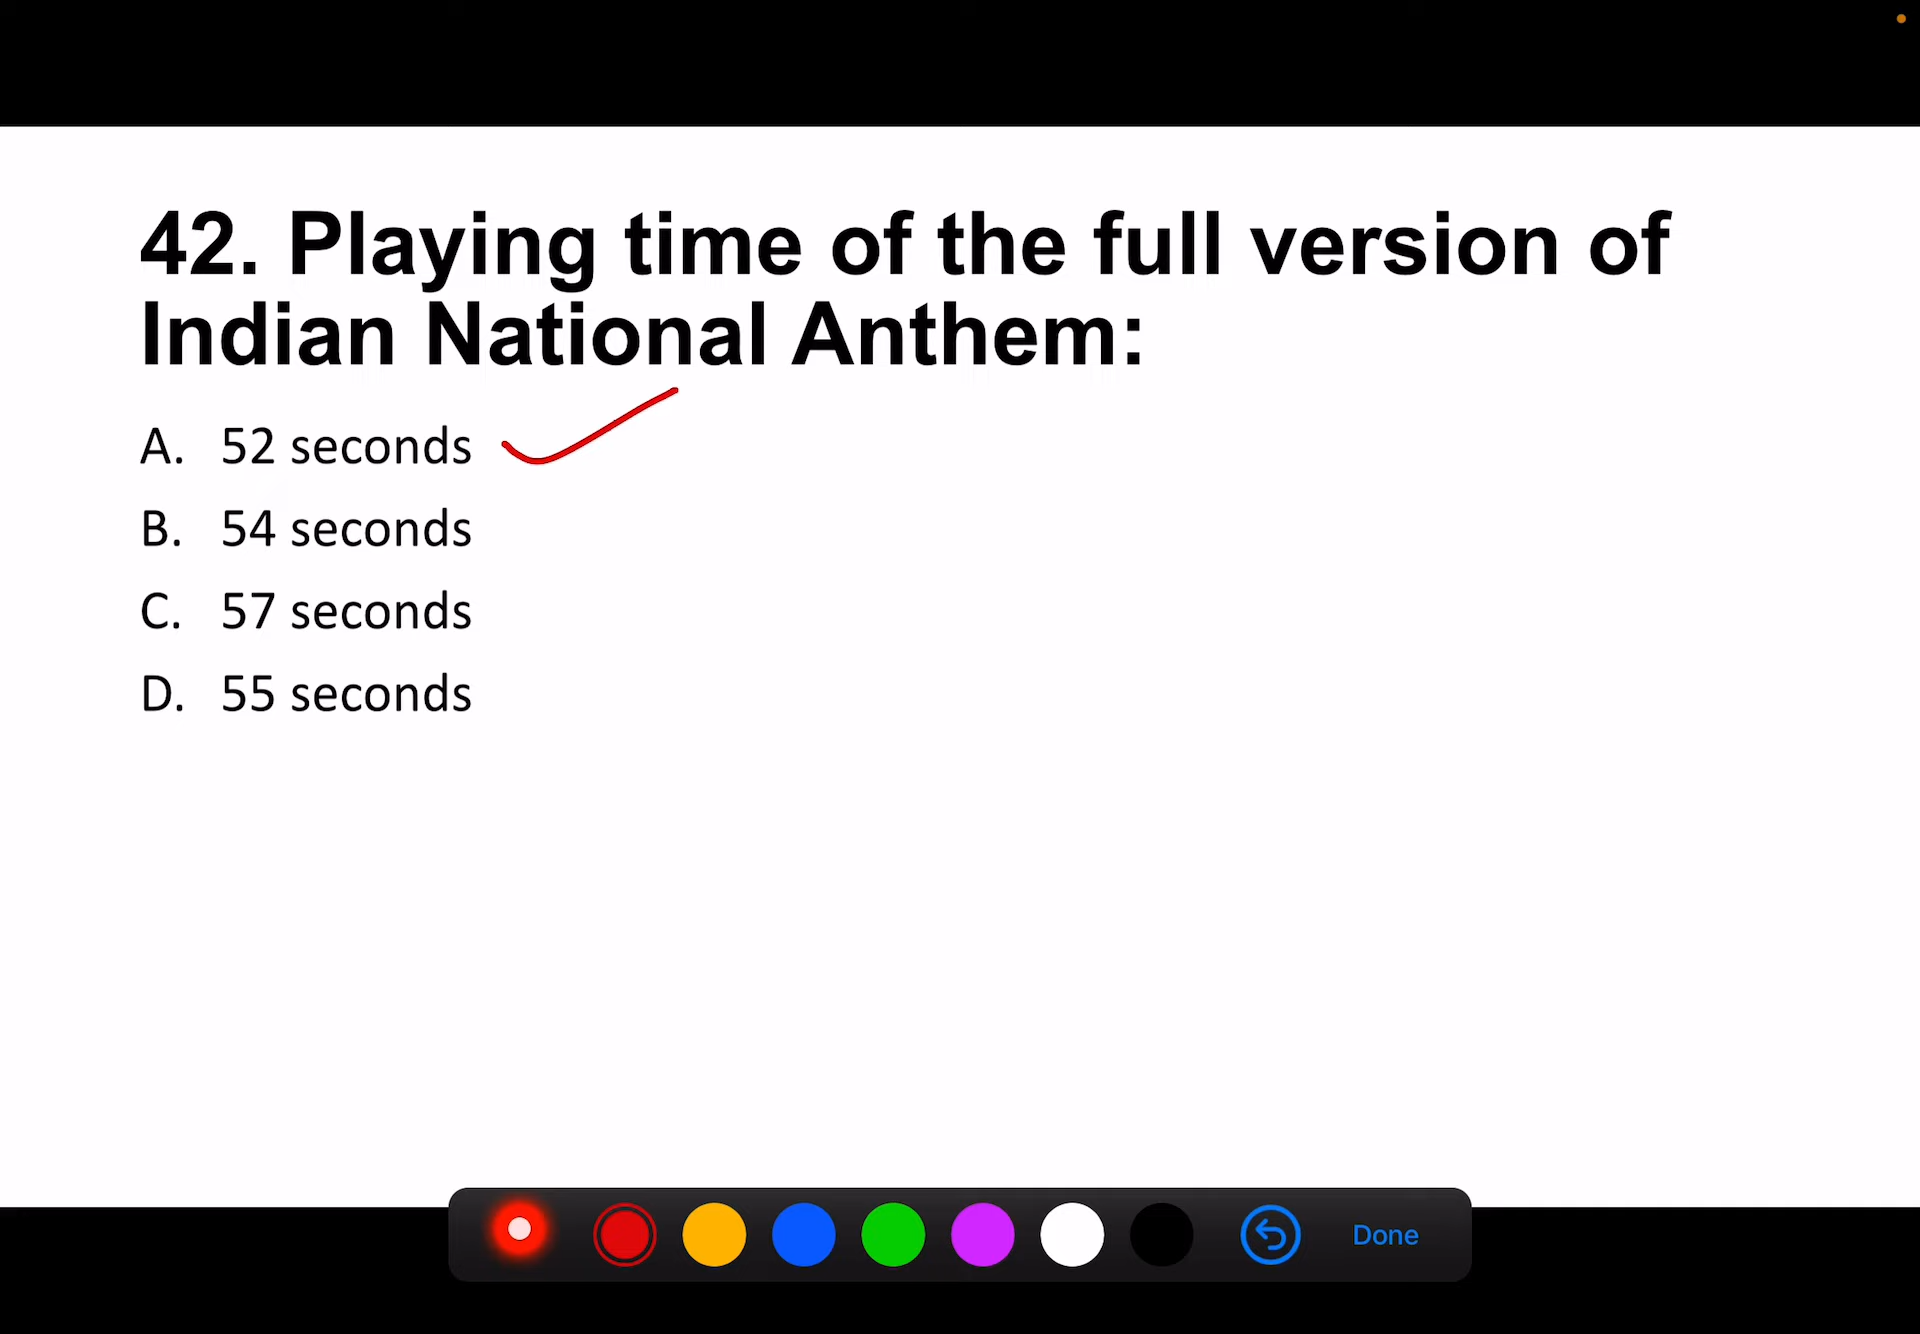 42. Playing time of the full version of
Indian National Anthem:
A. 52 seconds
B. 54 seconds
C. 57 seconds
D. 55 seconds
Done